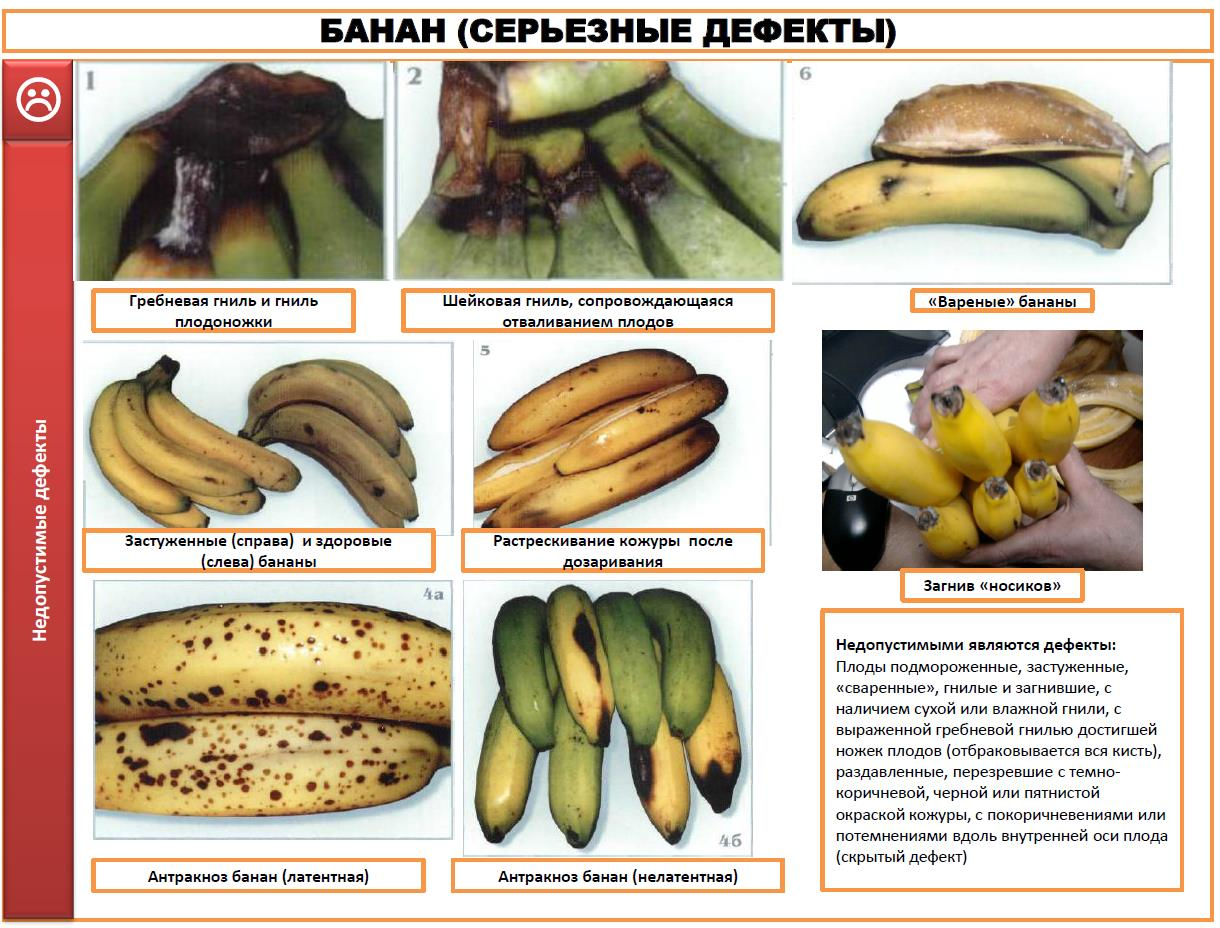 БАНАН (СЕРЬЕЗНЫЕ ДЕФЕКТЫ)
Недопустимые дефекты
1
2
6
Гребневая гниль и гниль
плодоножки
Шейковая гниль, сопровождающаяся
отваливанием плодов
«Вареные» бананы
5
Застуженные (справа) и здоровые
(слева) бананы
Растрескивание кожуры после
дозаривания
Загнив «носиков»
4а
4б
Антракноз банан (латентная)
Антракноз банан (нелатентная)
Недопустимыми являются дефекты:
Плоды подмороженные, застуженные,
«сваренные», гнилые и загнившие, с
наличием сухой или влажной гнили, с
выраженной гребневой гнилью достигшей
ножек плодов (отбраковывается вся кисть),
раздавленные, перезревшие с темно-
коричневой, черной или пятнистой
окраской кожуры, с покоричневениями или
потемнениями вдоль внутренней оси плода
(скрытый дефект)